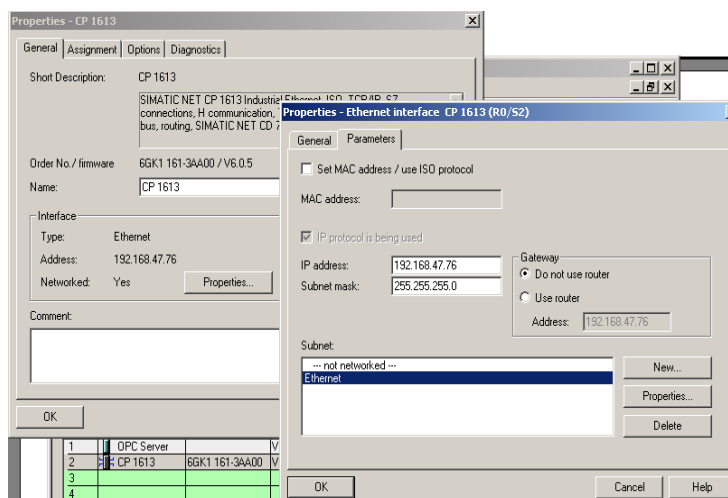 Properties - CP 1613
General Assignment Options Diagnostics
Short Description: CP 1613
SIMATIC NET CP 1613 Industrial Ethernet, ISO, TCP/IP, S7
connections, H communication,
bus, routing, SIMATIC NET CD 7
Order No./ firmware 6GK1 161-3AA00 / V6.0.5
Name: CP 1613
Interface
Type: Ethernet
Address: 192.168.47.76
Networked: Yes Properties...
Comment:
OK
Properties - Ethernet interface CP 1613 (R0/S2)
General Parameters
Set MAC address / use ISO protocol
MAC address:
IP protocol is being used
IP address: 192.168.47.76
Subnet mask: 255.255.255.0
Gateway
Do not use router
Use router
Address: 192.168.47.76
Subnet:
--- not networked ---
Ethernet
New...
Properties...
Delete
OK Cancel Help
1 OPC Server V
2 CP 1613 6GK1 161-3AA00 V
3
4